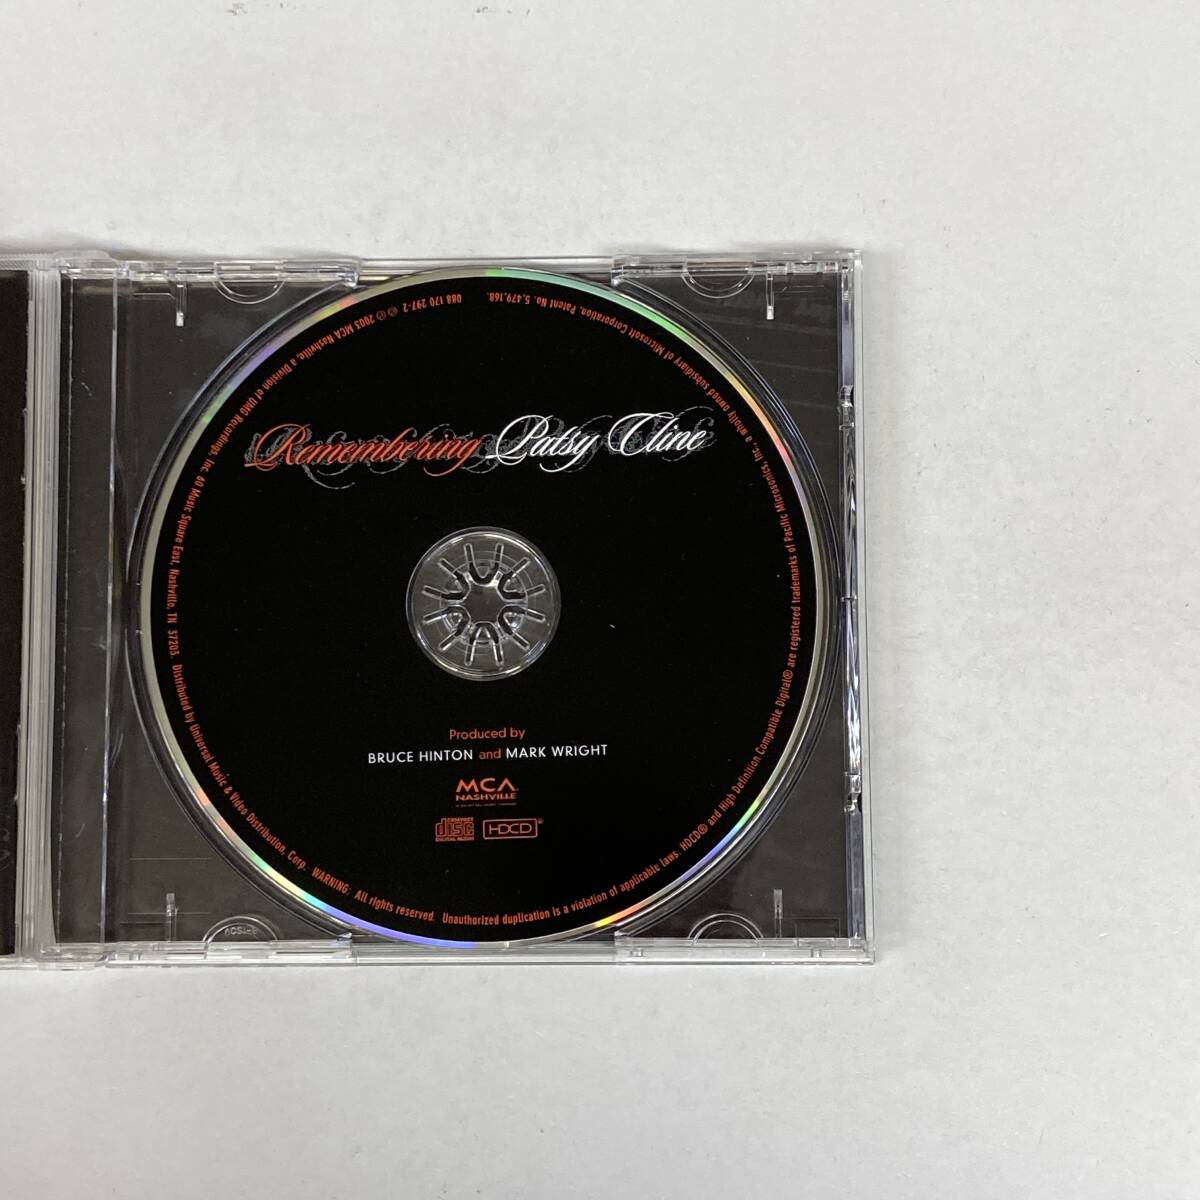 Remembering Patsy Cline
Produced by
BRUCE HINTON and MARK WRIGHT
MCA
NASHVILLE
COMPACT
disc
DIGITAL AUDIO
HDCD®
088 170 297-2 ℗ © 2003 MCA Nashville, a Division of UMG Recordings, Inc. 60 Music Square East, Nashville, TN 37203. Distributed by Universal Music & Video Distribution, Corp. WARNING: All rights reserved. Unauthorized duplication is a violation of applicable laws. HDCD® and High Definition Compatible Digital® are registered trademarks of Pacific Microsonics, Inc., a wholly owned subsidiary of Microsoft Corporation. Patent No. 5,479,168.